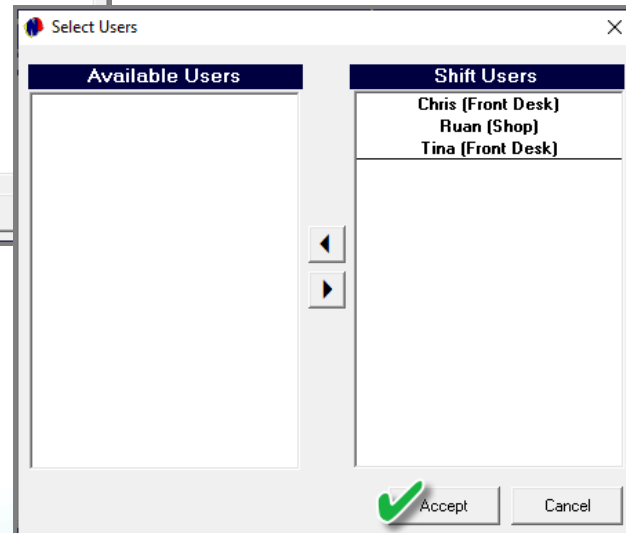 Select Users
Available Users
Shift Users
Chris (Front Desk)
Ruan (Shop)
Tina (Front Desk)
Accept
Cancel